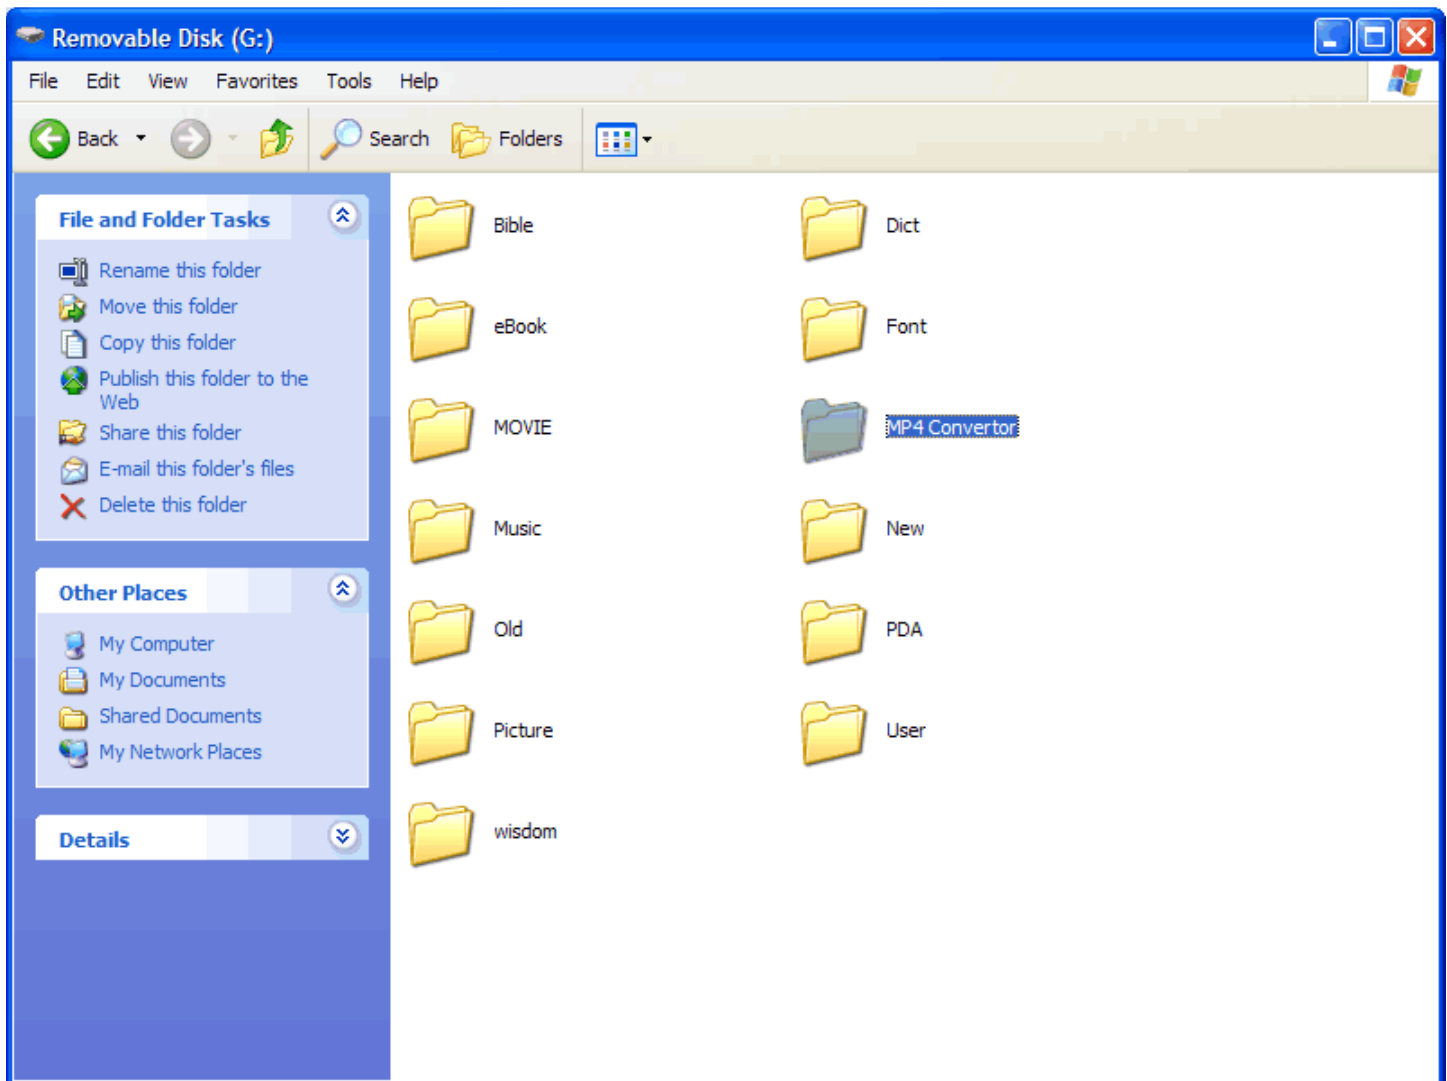 Removable Disk (G:)
File Edit View Favorites Tools Help
Back Search Folders
File and Folder Tasks
Rename this folder
Move this folder
Copy this folder
Publish this folder to the
Web
Share this folder
E-mail this folder's files
Delete this folder
Other Places
My Computer
My Documents
Shared Documents
My Network Places
Details
Bible Dict
eBook Font
MOVIE MP4 Convertor
Music New
Old PDA
Picture User
wisdom